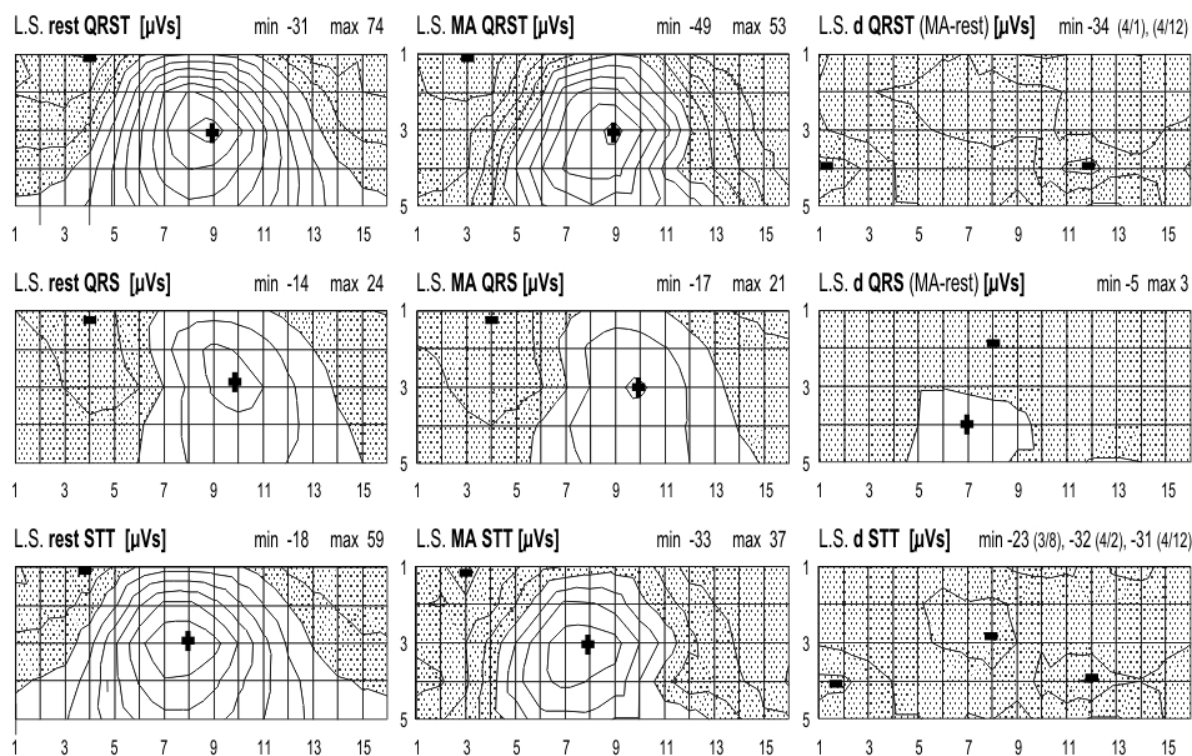 L.S. rest QRST [µVs] min -31 max 74
L.S. MA QRST [µVs] min -49 max 53
L.S. d QRST (MA-rest) [µVs] min -34 (4/1), (4/12)
1
3
5
1 3 5 7 9 11 13 15
1 3 5 7 9 11 13 15
1 3 5 7 9 11 13 15
1
3
5
L.S. rest QRS [µVs] min -14 max 24
L.S. MA QRS [µVs] min -17 max 21
L.S. d QRS (MA-rest) [µVs] min -5 max 3
1
3
5
1 3 5 7 9 11 13 15
1 3 5 7 9 11 13 15
1 3 5 7 9 11 13 15
1
3
5
L.S. rest STT [µVs] min -18 max 59
L.S. MA STT [µVs] min -33 max 37
L.S. d STT [µVs] min -23 (3/8), -32 (4/2), -31 (4/12)
1
3
5
1 3 5 7 9 11 13 15
1 3 5 7 9 11 13 15
1 3 5 7 9 11 13 15
1
3
5